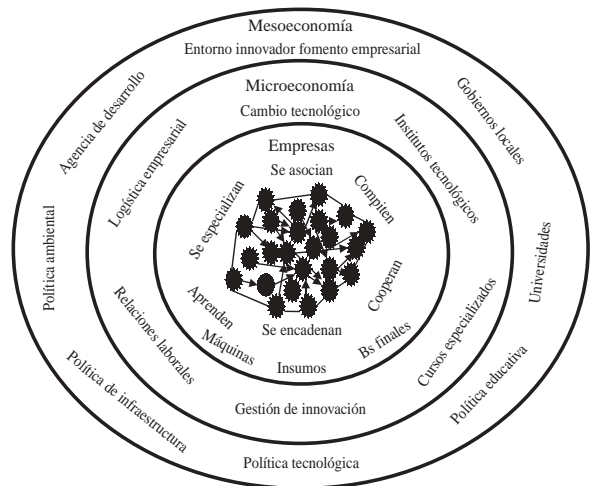 Mesoeconomía
Entorno innovador fomento empresarial
Agencia de desarrollo
Gobiernos locales
Política ambiental
Universidades
Política de infraestructura
Política educativa
Política tecnológica
Microeconomía
Cambio tecnológico
Logística empresarial
Institutos tecnológicos
Relaciones laborales
Cursos especializados
Gestión de innovación
Empresas
Se asocian
Se especializan
Compiten
Aprenden
Cooperan
Se encadenan
Máquinas
Insumos
Bs finales